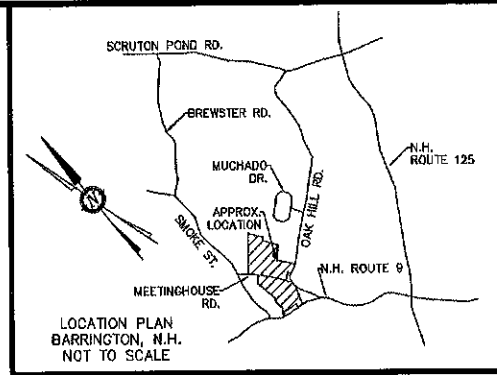 SCRUTON POND RD.
BREWSTER RD.
N.H.
ROUTE 125
MUCHADO
DR.
OAK HILL RD.
APPROX.
LOCATION
N
SMOKE ST.
N.H. ROUTE 9
MEETINGHOUSE
RD.
LOCATION PLAN
BARRINGTON, N.H.
NOT TO SCALE